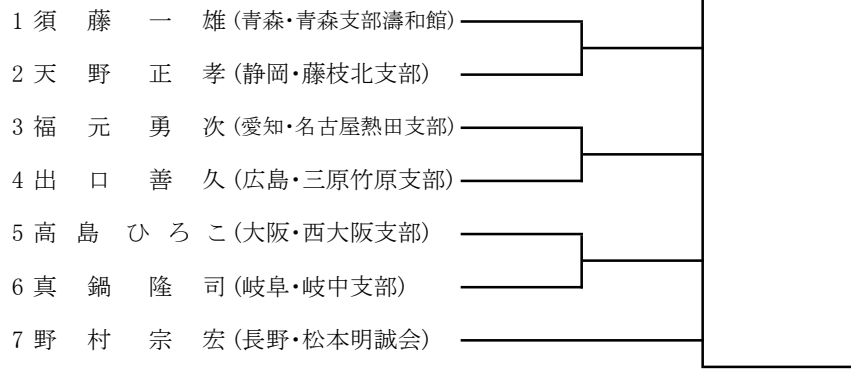 1 須藤一雄 (青森・青森支部濤和館)
2 天野正孝 (静岡・藤枝北支部)
3 福元勇次 (愛知・名古屋熱田支部)
4 出口善久 (広島・三原竹原支部)
5 高島ひろこ (大阪・西大阪支部)
6 真鍋隆司 (岐阜・岐中支部)
7 野村宗宏 (長野・松本明誠会)